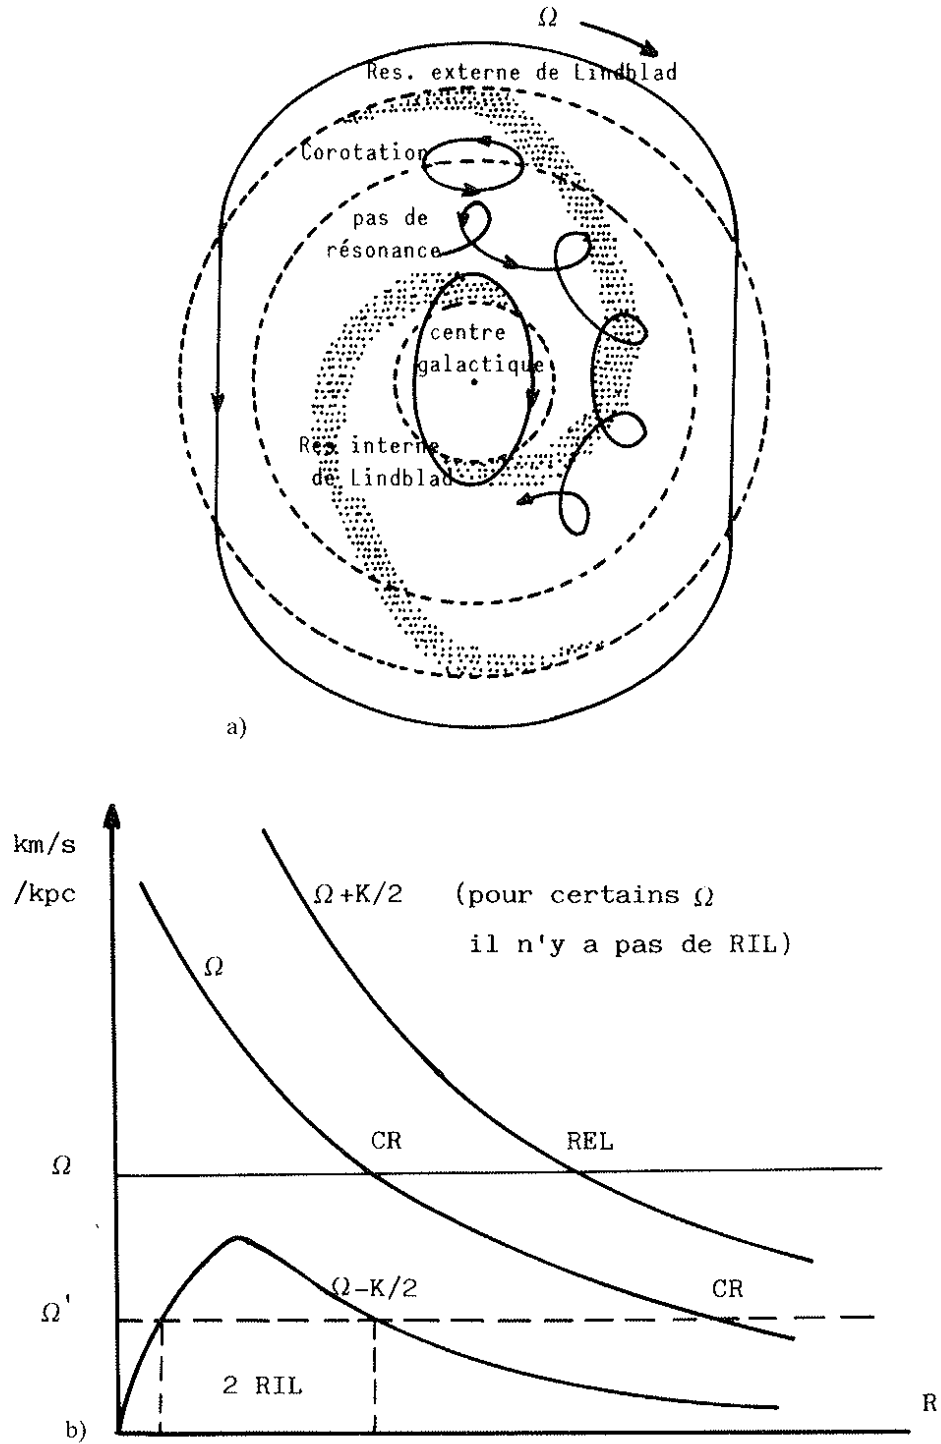 Ω
Res. externe de Lindblad
Corotation
pas de
résonance
centre
galactique
Res. interne
de Lindblad
a)
km/s
/kpc
Ω+K/2 (pour certains Ω
il n'y a pas de RIL)
Ω
CR
REL
Ω
Ω-K/2
CR
Ω'
2 RIL
R
b)